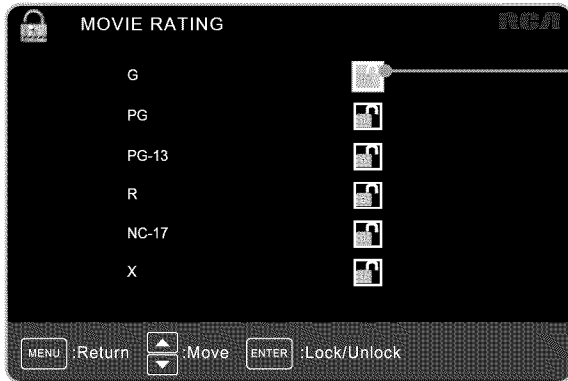 MOVIE RATING
RCA
G
PG
PG-13
R
NC-17
X
MENU :Return :Move ENTER :Lock/Unlock